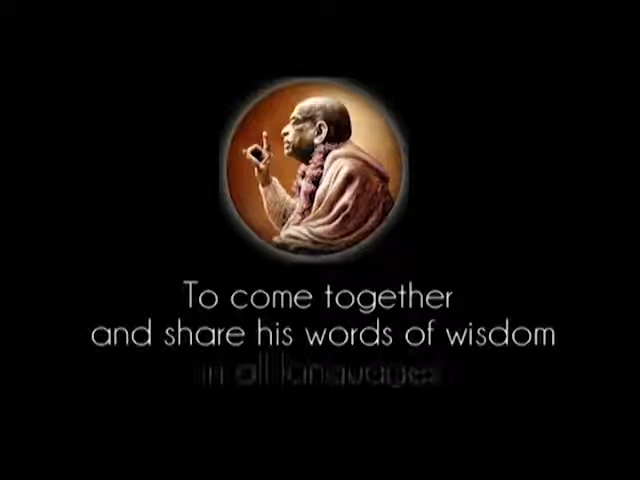 To come together
and share his words of wisdom
in all languages